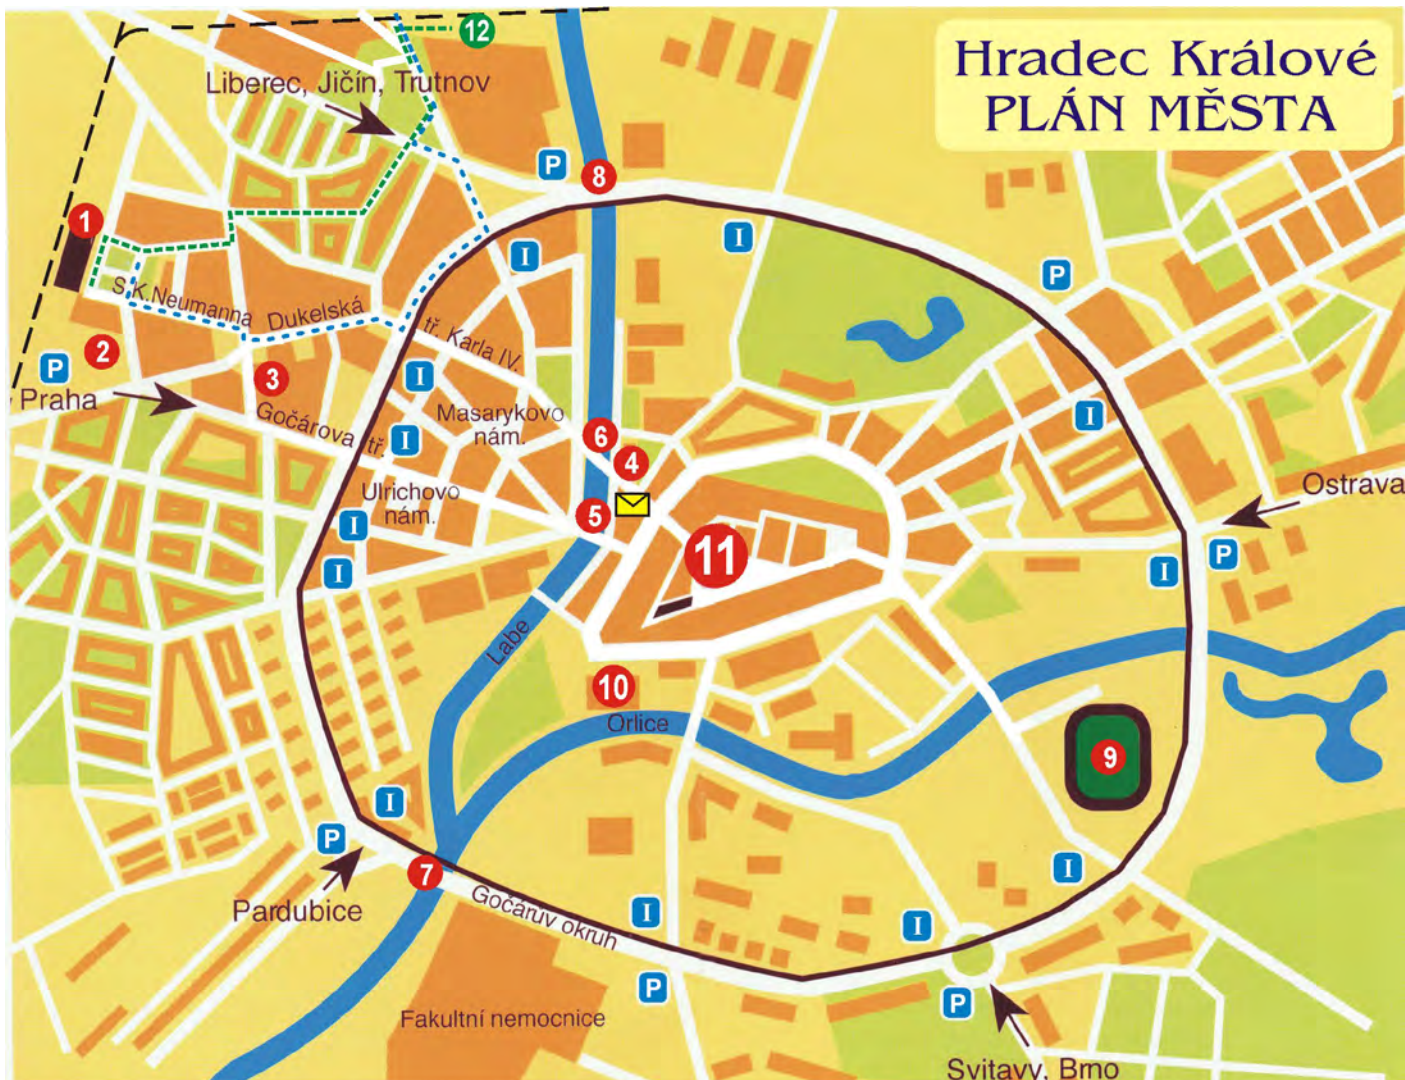 Hradec Králové
PLÁN MĚSTA
12
Liberec, Jičín, Trutnov
P
8
1
I
I
P
S.K.Neumanna
Dukelská
tř. Karla IV.
2
P
3
I
Praha
Masarykovo
nám.
I
Gočárova tř.
I
6
4
Ostrava
Ulrichovo
nám.
5
I
11
P
I
I
Labe
10
Orlice
9
I
P
7
I
Pardubice
Gočárův okruh
I
I
P
P
Fakultní nemocnice
Svitavy, Brno